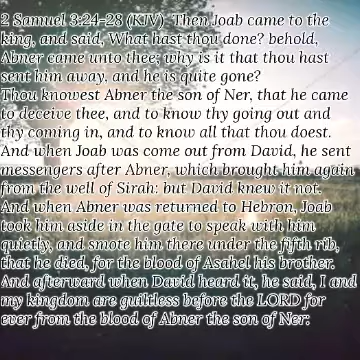 2 Samuel 3:24-28 (KJV) Then Joab came to the
king, and said, What hast thou done? behold,
Abner came unto thee; why is it that thou hast
sent him away, and he is quite gone?
Thou knowest Abner the son of Ner, that he came
to deceive thee, and to know thy going out and
thy coming in, and to know all that thou doest.
And when Joab was come out from David, he sent
messengers after Abner, which brought him again
from the well of Sirah: but David knew it not.
And when Abner was returned to Hebron, Joab
took him aside in the gate to speak with him
quietly, and smote him there under the fifth rib,
that he died, for the blood of Asahel his brother.
And afterward when David heard it, he said, I and
my kingdom are guiltless before the LORD for
ever from the blood of Abner the son of Ner: